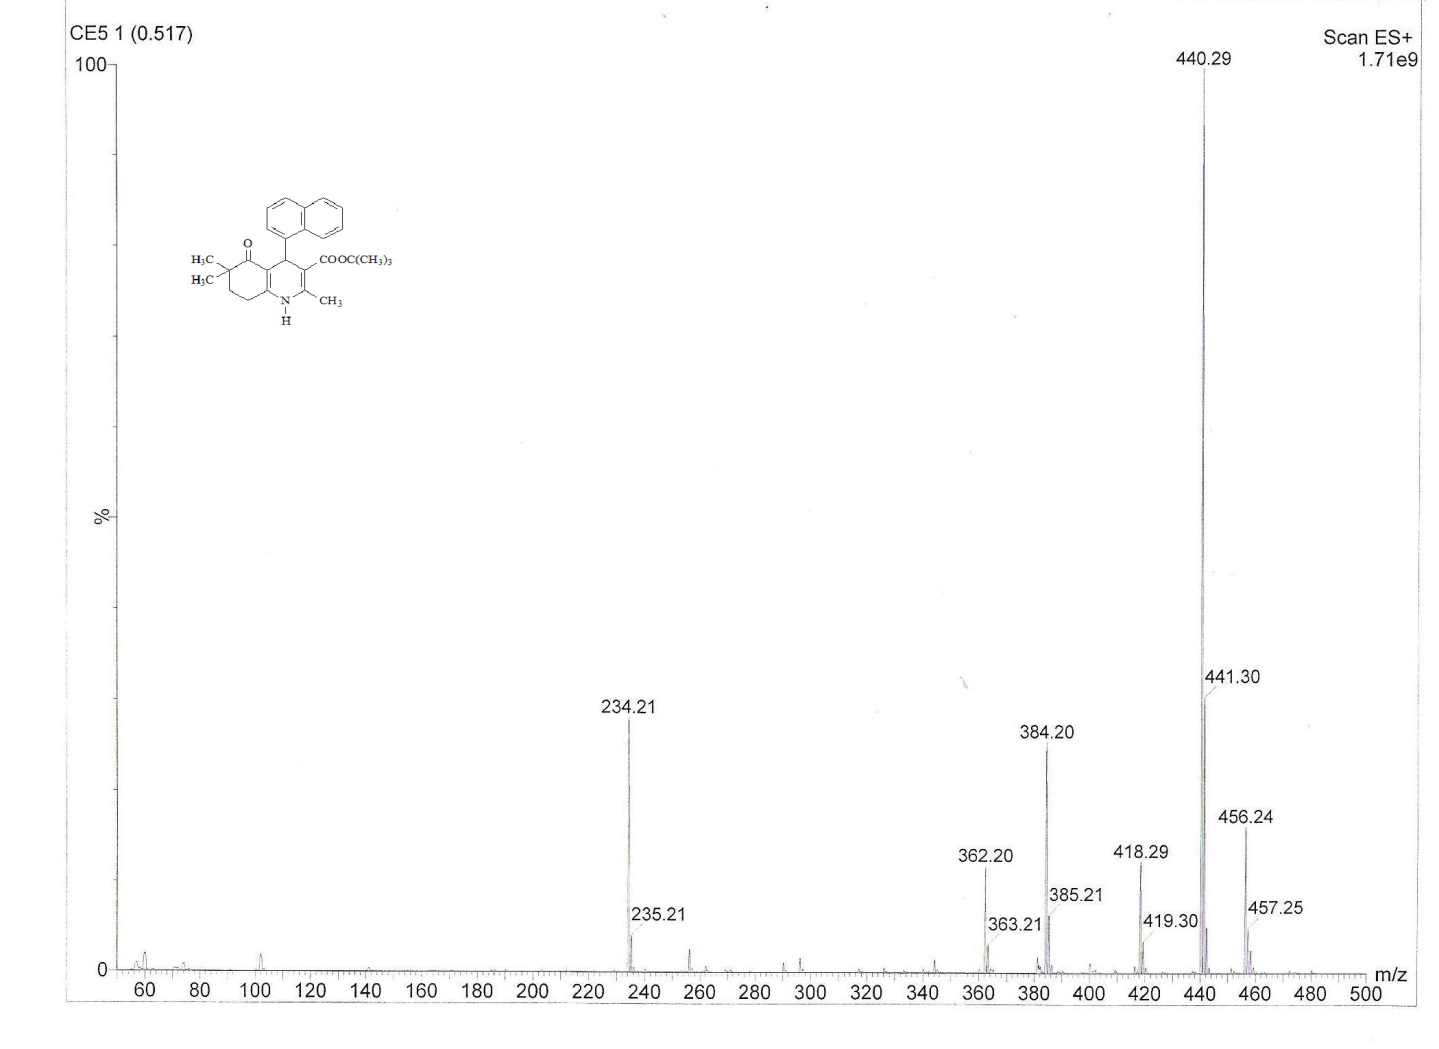 CE5 1 (0.517)
Scan ES+
1.71e9
100
%
0
440.29
441.30
234.21
384.20
456.24
362.20
418.29
385.21
457.25
235.21
363.21
419.30
O
H₃C
H₃C
COOC(CH₃)₃
N
CH₃
H
60 80 100 120 140 160 180 200 220 240 260 280 300 320 340 360 380 400 420 440 460 480 500 m/z